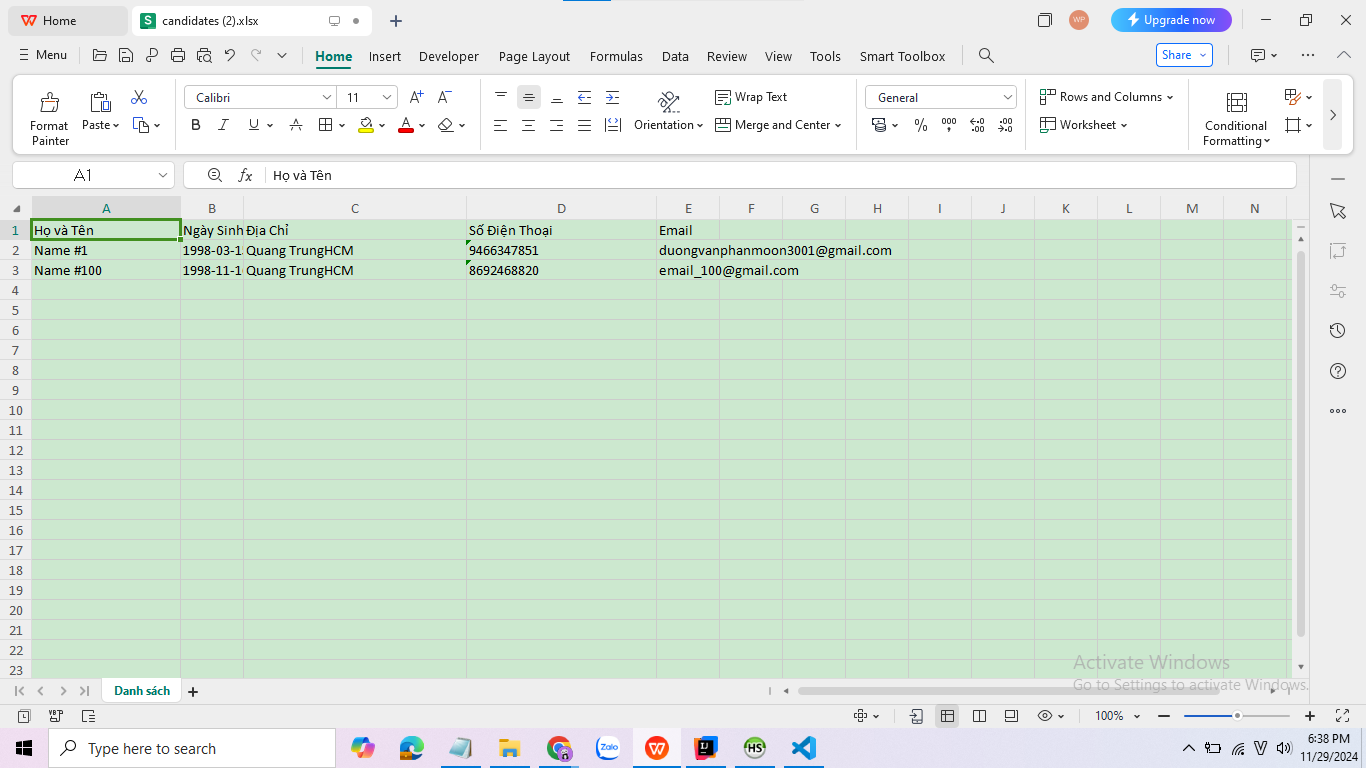 Home
candidates (2).xlsx
WP
Upgrade now
Menu
Home Insert Developer Page Layout Formulas Data Review View Tools Smart Toolbox
Share
Format Painter
Paste
Calibri 11
B I U A
Orientation
Wrap Text
Merge and Center
General
Rows and Columns
Worksheet
Conditional Formatting
A1
fx
Họ và Tên
A B C D E F G H I J K L M N
1 Họ và Tên Ngày Sinh Địa Chỉ Số Điện Thoại Email
2 Name #1 1998-03-1 Quang TrungHCM 9466347851 duongvanphanmoon3001@gmail.com
3 Name #100 1998-11-1 Quang TrungHCM 8692468820 email_100@gmail.com
4
5
6
7
8
9
10
11
12
13
14
15
16
17
18
19
20
21
22
23
Activate Windows
Go to Settings to activate Windows.
Danh sách
100%
Type here to search
Zalo
HS
6:38 PM
11/29/2024